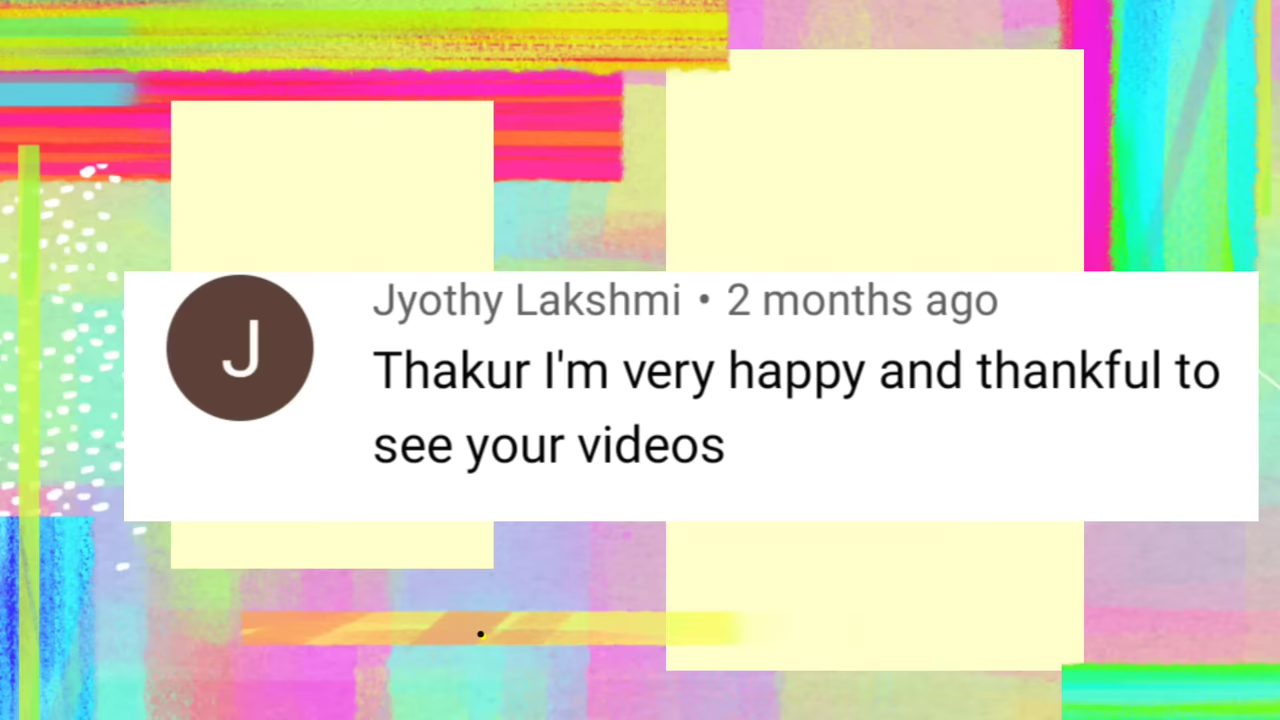 J
Jyothy Lakshmi • 2 months ago
Thakur I'm very happy and thankful to
see your videos